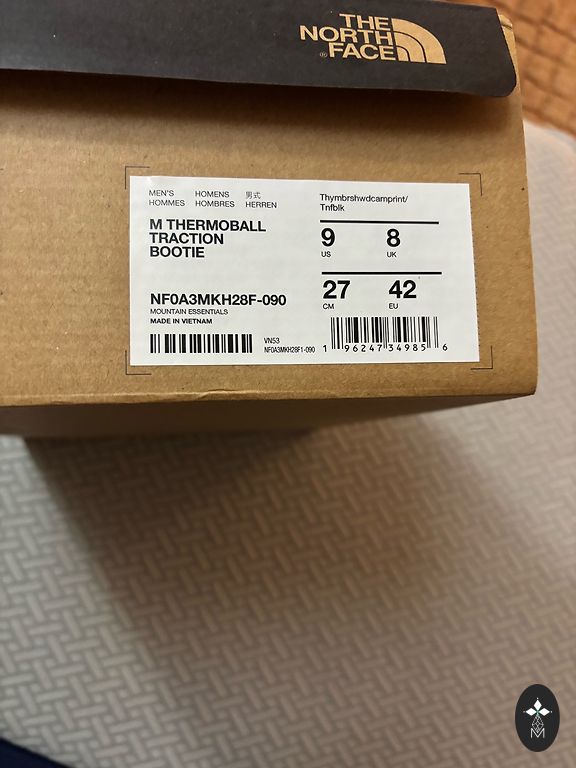 THE
NORTH
FACE
®
MEN'S HOMENS 男式
HOMMES HOMBRES HERREN
Thymbrshwdcamprint/
Tnfblk
M THERMOBALL
TRACTION
BOOTIE
9 8
US UK
27 42
CM EU
NF0A3MKH28F-090
MOUNTAIN ESSENTIALS
MADE IN VIETNAM
VN53
NF0A3MKH28F1-090
1 96247 34985 6
M